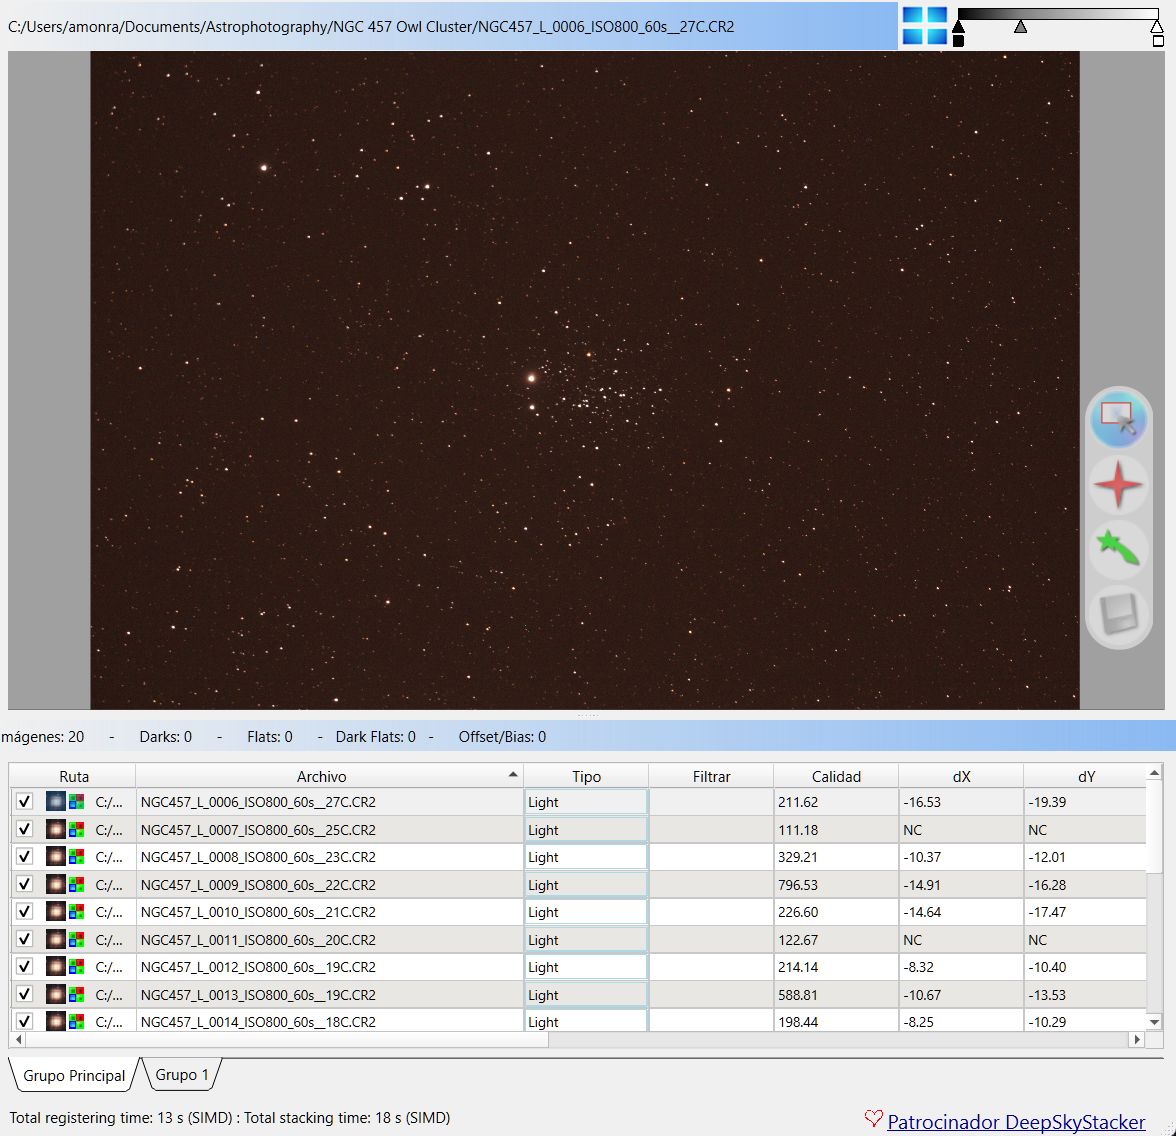 C:/Users/amonra/Documents/Astrophotography/NGC 457 Owl Cluster/NGC457_L_0006_ISO800_60s__27C.CR2
mágenes: 20 - Darks: 0 - Flats: 0 - Dark Flats: 0 - Offset/Bias: 0
Ruta Archivo Tipo Filtrar Calidad dX dY
C:/... NGC457_L_0006_ISO800_60s__27C.CR2 Light 211.62 -16.53 -19.39
C:/... NGC457_L_0007_ISO800_60s__25C.CR2 Light 111.18 NC NC
C:/... NGC457_L_0008_ISO800_60s__23C.CR2 Light 329.21 -10.37 -12.01
C:/... NGC457_L_0009_ISO800_60s__22C.CR2 Light 796.53 -14.91 -16.28
C:/... NGC457_L_0010_ISO800_60s__21C.CR2 Light 226.60 -14.64 -17.47
C:/... NGC457_L_0011_ISO800_60s__20C.CR2 Light 122.67 NC NC
C:/... NGC457_L_0012_ISO800_60s__19C.CR2 Light 214.14 -8.32 -10.40
C:/... NGC457_L_0013_ISO800_60s__19C.CR2 Light 588.81 -10.67 -13.53
C:/... NGC457_L_0014_ISO800_60s__18C.CR2 Light 198.44 -8.25 -10.29
Grupo Principal Grupo 1
Total registering time: 13 s (SIMD) : Total stacking time: 18 s (SIMD)
Patrocinador DeepSkyStacker